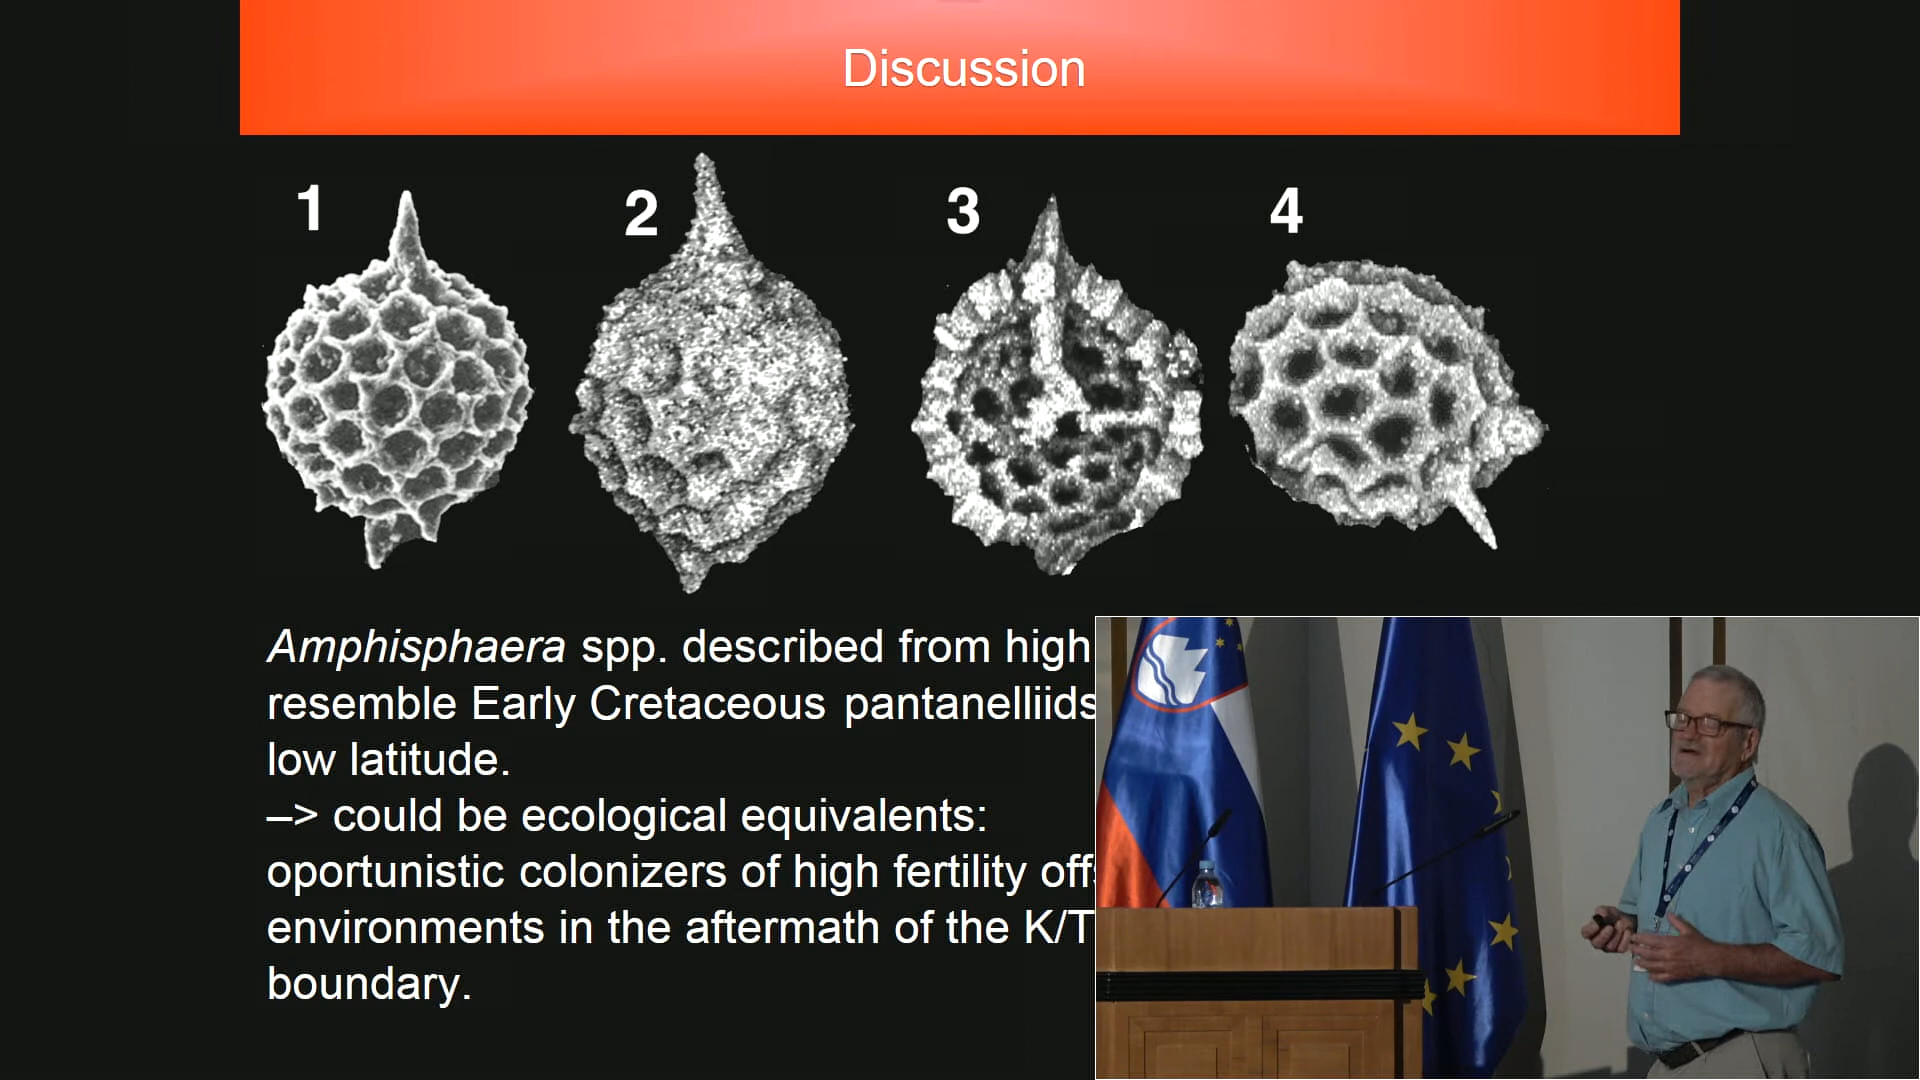 Discussion
1 2 3 4
Amphisphaera spp. described from high
resemble Early Cretaceous pantanelliids
low latitude.
–> could be ecological equivalents:
oportunistic colonizers of high fertility
environments in the aftermath of the K/T
boundary.